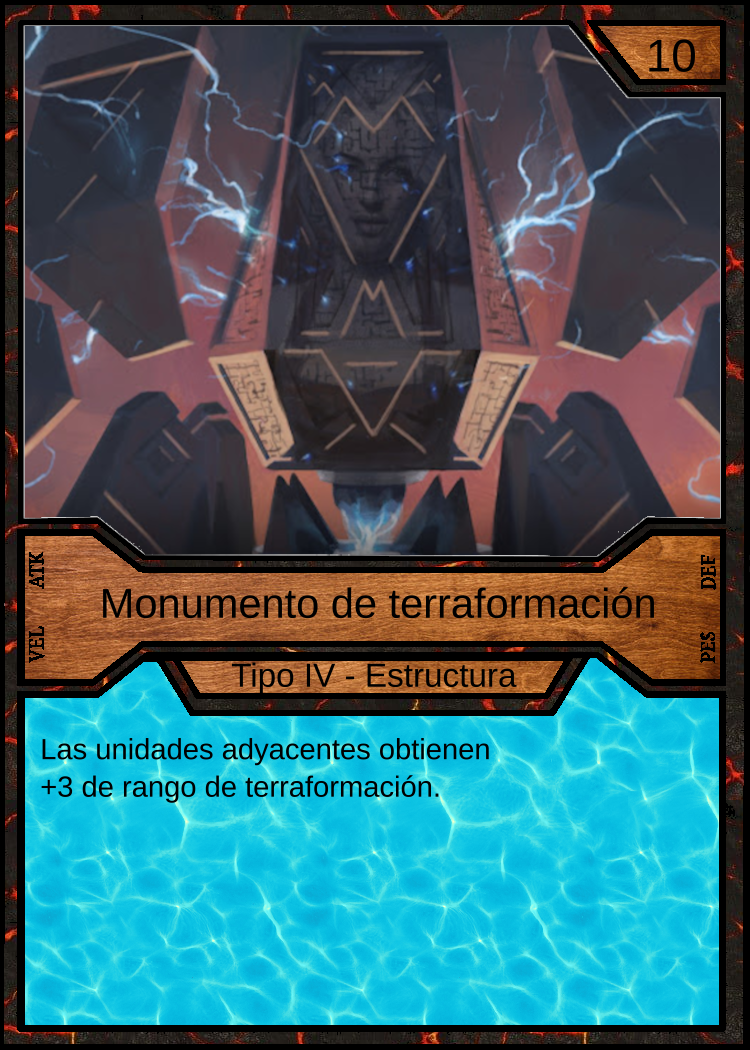 10
ATK
DEF
Monumento de terraformación
VEL
PES
Tipo IV - Estructura
Las unidades adyacentes obtienen
+3 de rango de terraformación.